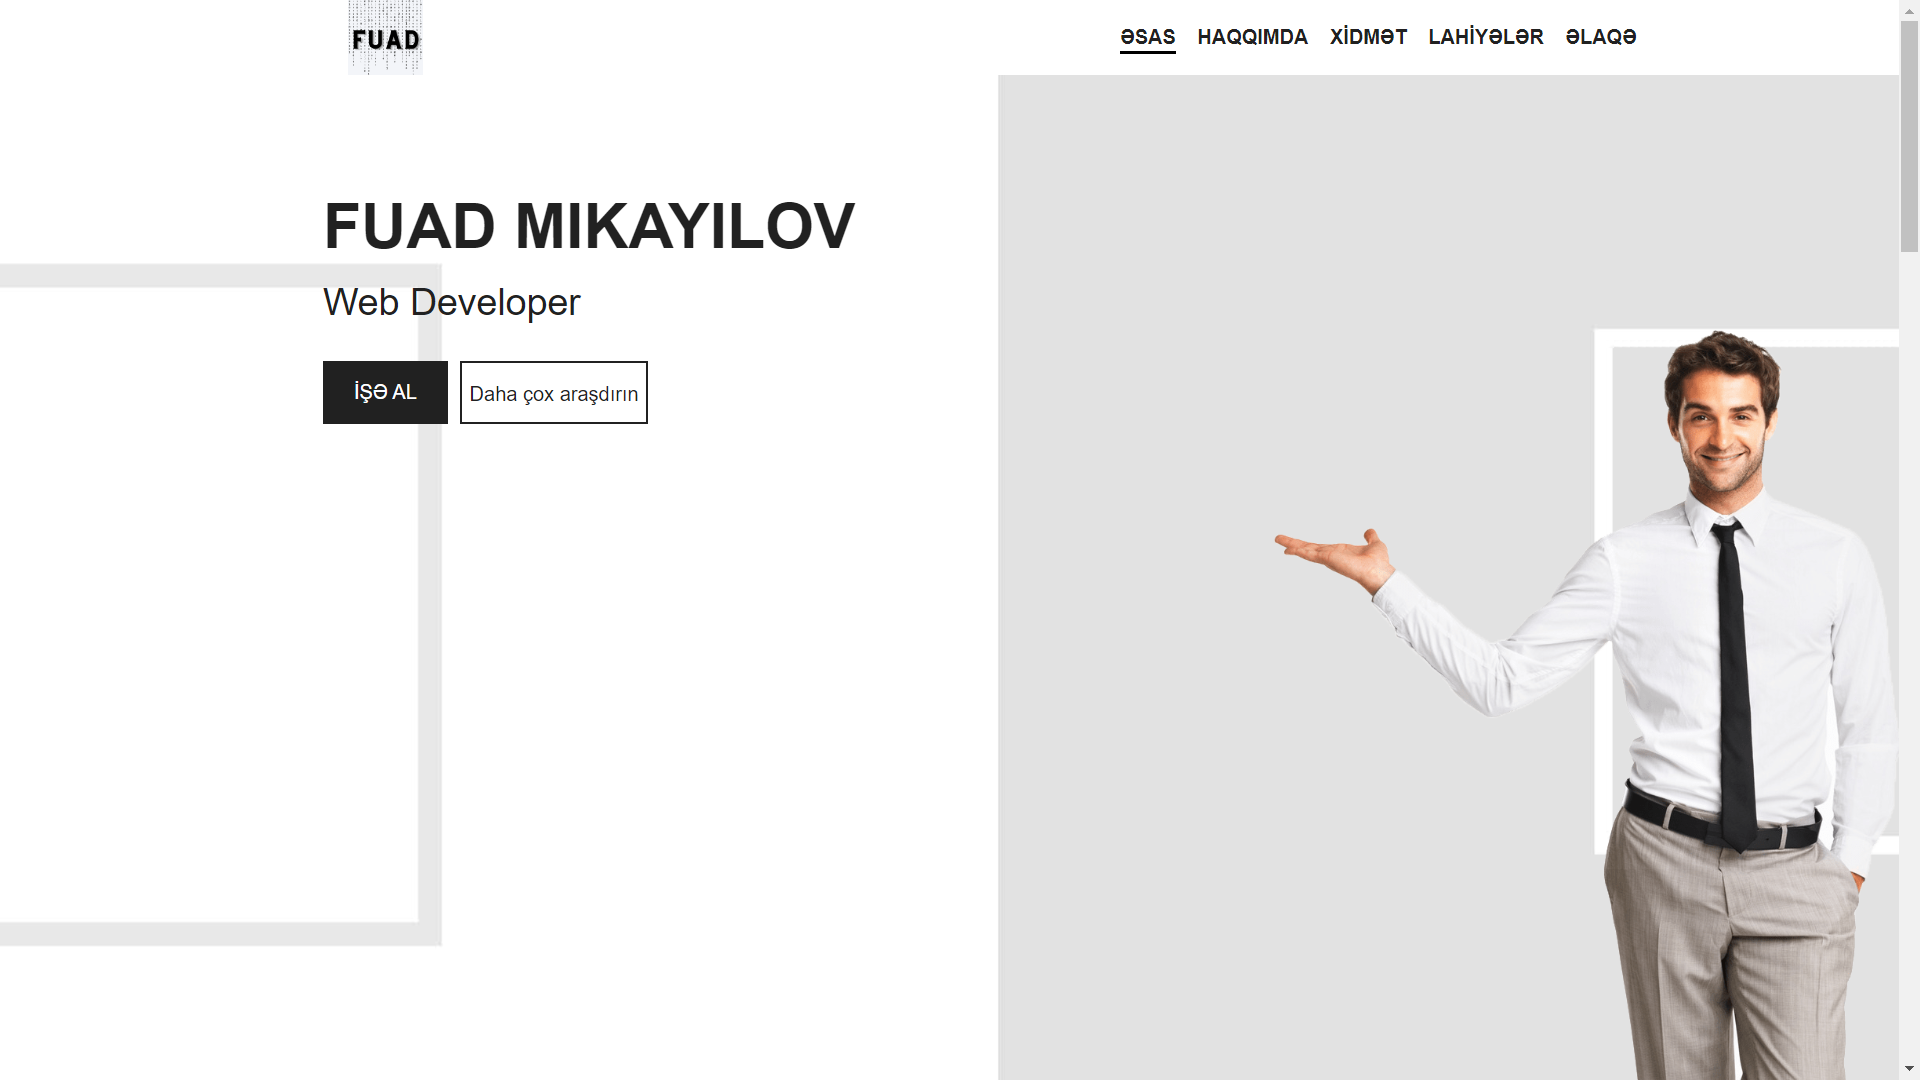 FUAD
ƏSAS HAQQIMDA XİDMƏT LAHİYƏLƏR ƏLAQƏ
FUAD MIKAYILOV
Web Developer
İŞƏ AL Daha çox araşdırın